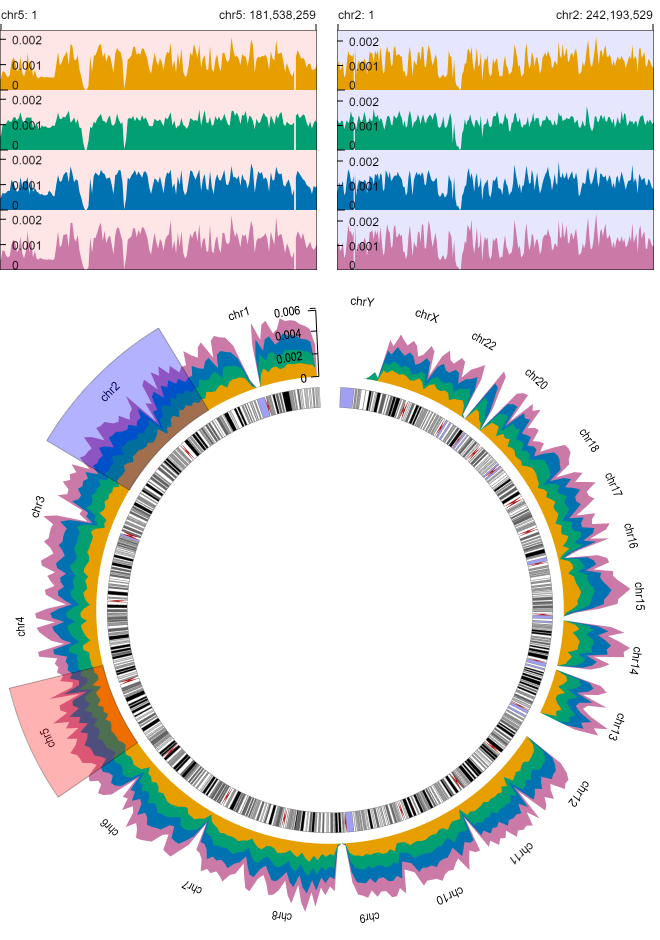 chr5: 1
chr5: 181,538,259
chr2: 1
chr2: 242,193,529
0.002
0.001
0
0.002
0.001
0
0.002
0.001
0
0.002
0.001
0
0.002
0.001
0
0.002
0.001
0
0.002
0.001
0
0.002
0.001
0
0.006
0.004
0.002
0
chr1
chrY
chrX
chr22
chr20
chr18
chr17
chr16
chr15
chr14
chr13
chr12
chr11
chr10
chr9
chr8
chr7
chr6
chr5
chr4
chr3
chr2